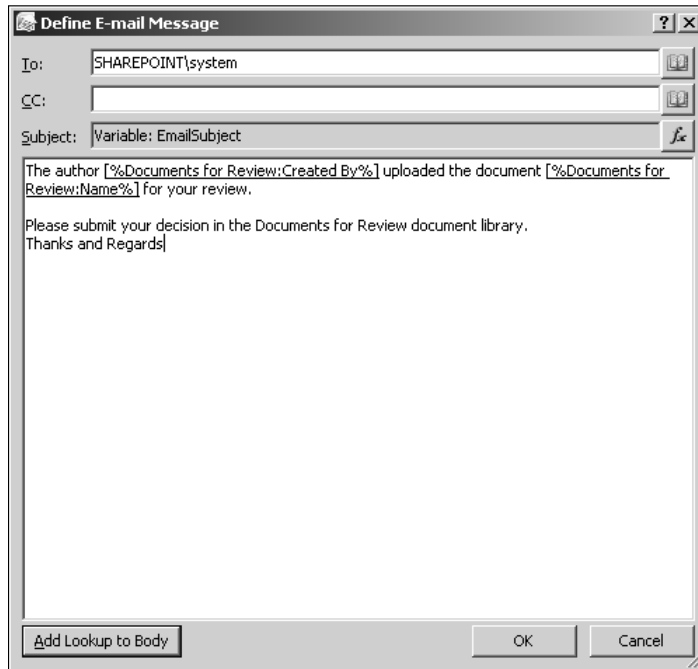 Define E-mail Message
To: SHAREPOINT\system
CC:
Subject: Variable: EmailSubject
The author [%Documents for Review:Created By%] uploaded the document [%Documents for
Review:Name%] for your review.
Please submit your decision in the Documents for Review document library.
Thanks and Regards
Add Lookup to Body OK Cancel